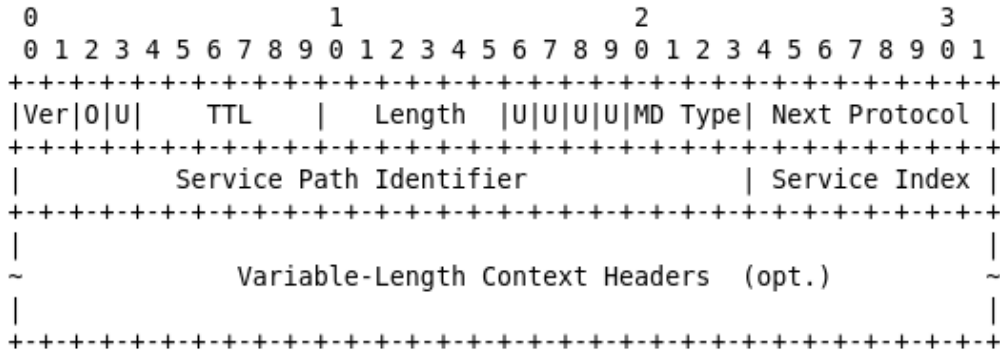 0                   1                   2                   3
 0 1 2 3 4 5 6 7 8 9 0 1 2 3 4 5 6 7 8 9 0 1 2 3 4 5 6 7 8 9 0 1
+-+-+-+-+-+-+-+-+-+-+-+-+-+-+-+-+-+-+-+-+-+-+-+-+-+-+-+-+-+-+-+-+
|Ver|O|U|    TTL    |   Length  |U|U|U|U|MD Type| Next Protocol |
+-+-+-+-+-+-+-+-+-+-+-+-+-+-+-+-+-+-+-+-+-+-+-+-+-+-+-+-+-+-+-+-+
|          Service Path Identifier              | Service Index |
+-+-+-+-+-+-+-+-+-+-+-+-+-+-+-+-+-+-+-+-+-+-+-+-+-+-+-+-+-+-+-+-+
|                                                               |
~              Variable-Length Context Headers  (opt.)          ~
|                                                               |
+-+-+-+-+-+-+-+-+-+-+-+-+-+-+-+-+-+-+-+-+-+-+-+-+-+-+-+-+-+-+-+-+